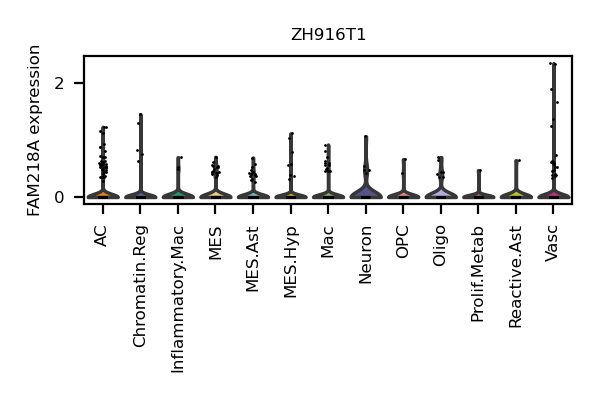 ZH916T1
FAM218A expression
2
0
AC
Chromatin.Reg
Inflammatory.Mac
MES
MES.Ast
MES.Hyp
Mac
Neuron
OPC
Oligo
Prolif.Metab
Reactive.Ast
Vasc